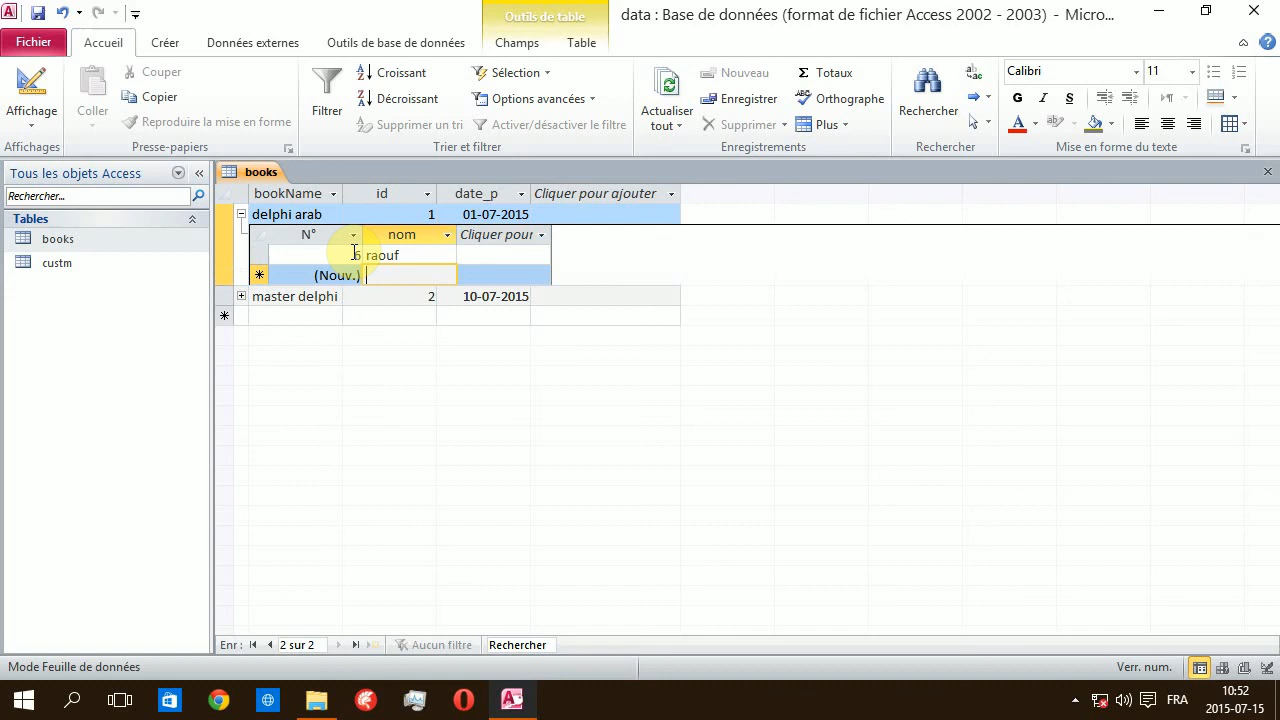 Outils de table
data : Base de données (format de fichier Access 2002 - 2003) - Micro...
Fichier Accueil Créer Données externes Outils de base de données Champs Table
Affichage
Affichages
Coller
Couper
Copier
Reproduire la mise en forme
Presse-papiers
Filtrer
Croissant
Décroissant
Supprimer un tri
Sélection
Options avancées
Activer/désactiver le filtre
Trier et filtrer
Actualiser
tout
Nouveau
Enregistrer
Supprimer
Totaux
Orthographe
Plus
Enregistrements
Rechercher
Rechercher
Calibri 11
G I S
Mise en forme du texte
Tous les objets Access
Rechercher...
Tables
books
custm
books
bookName id date_p Cliquer pour ajouter
delphi arab 1 01-07-2015
N° nom Cliquer pour
6 raouf
(Nouv.)
master delphi 2 10-07-2015
Enr : 2 sur 2 Aucun filtre Rechercher
Mode Feuille de données Verr. num.
FRA
10:52
2015-07-15